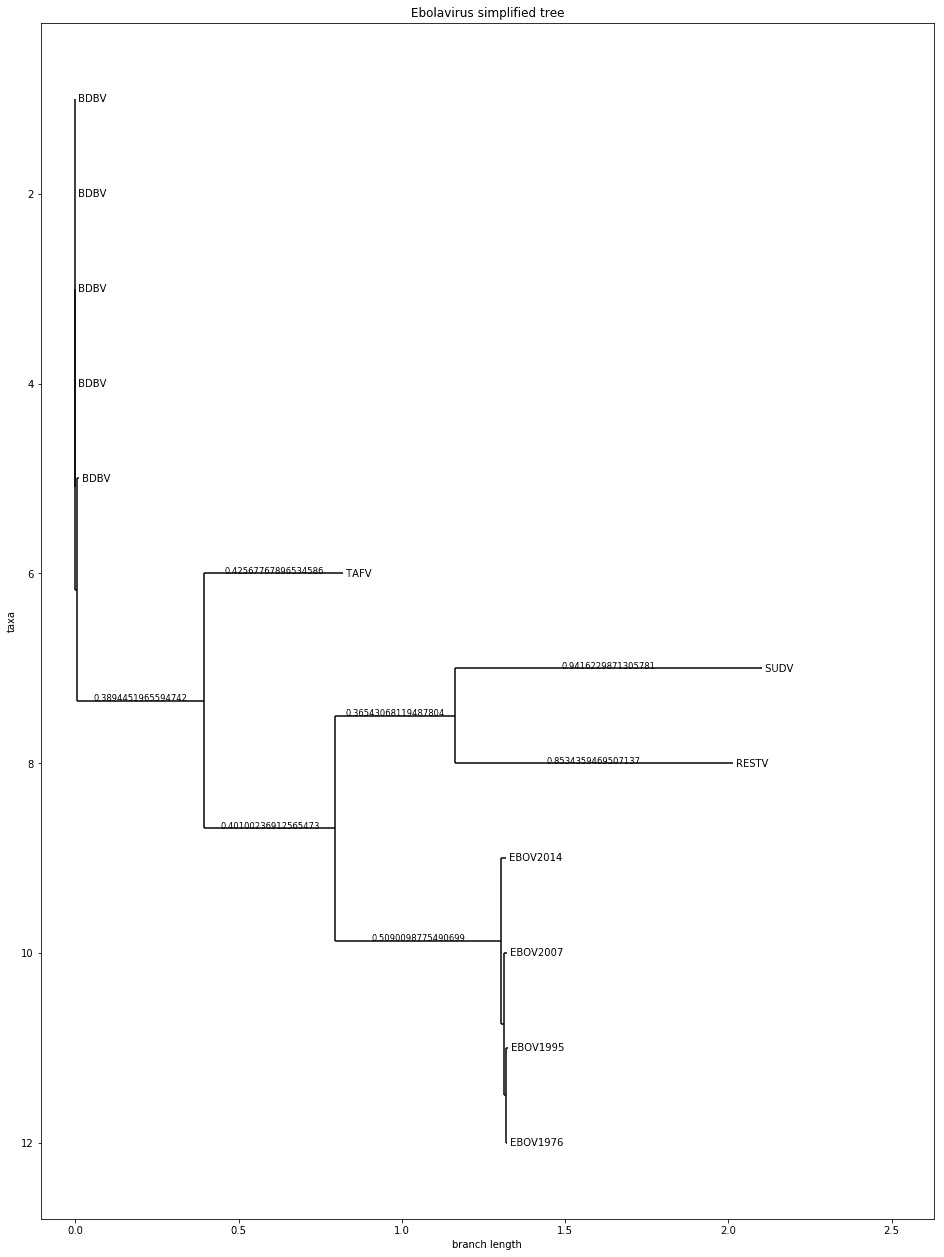 Ebolavirus simplified tree
BDBV
2
BDBV
BDBV
4
BDBV
BDBV
6
0.42567767896534586
TAFV
taxa
0.9416229871305781
SUDV
0.3894451965594742
0.36543068119487804
8
0.8534359469507137
RESTV
0.40100236912565473
EBOV2014
0.5090098775490699
10
EBOV2007
EBOV1995
12
EBOV1976
0.0
0.5
1.0
1.5
2.0
2.5
branch length